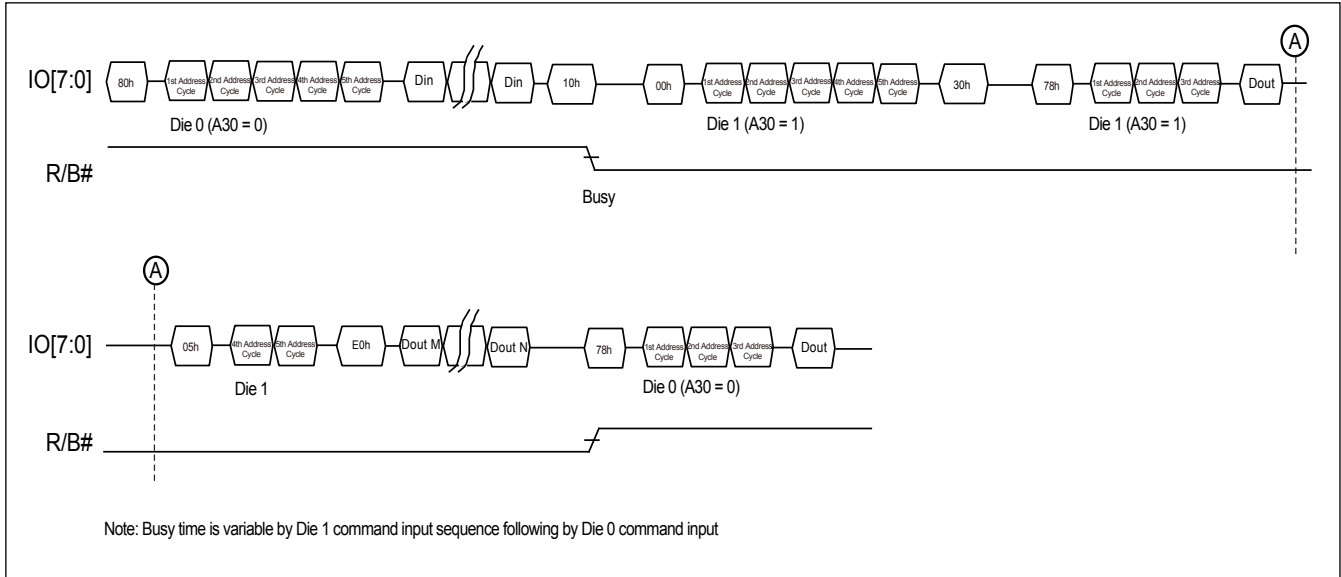 A
IO[7:0] 80h 1st Address Cycle 2nd Address Cycle 3rd Address Cycle 4th Address Cycle 5th Address Cycle Din Din 10h 00h 1st Address Cycle 2nd Address Cycle 3rd Address Cycle 4th Address Cycle 5th Address Cycle 30h 78h 1st Address Cycle 2nd Address Cycle 3rd Address Cycle Dout
Die 0 (A30 = 0) Die 1 (A30 = 1) Die 1 (A30 = 1)
R/B#
Busy
A
IO[7:0] 05h 4th Address Cycle 5th Address Cycle E0h Dout M Dout N 78h 1st Address Cycle 2nd Address Cycle 3rd Address Cycle Dout
Die 1 Die 0 (A30 = 0)
R/B#
Note: Busy time is variable by Die 1 command input sequence following by Die 0 command input